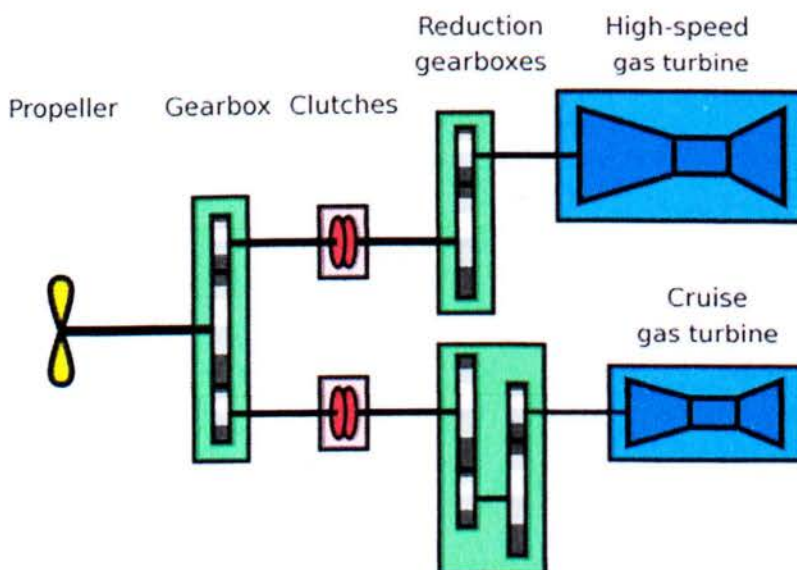 Propeller
Gearbox
Clutches
Reduction
gearboxes
High-speed
gas turbine
Cruise
gas turbine